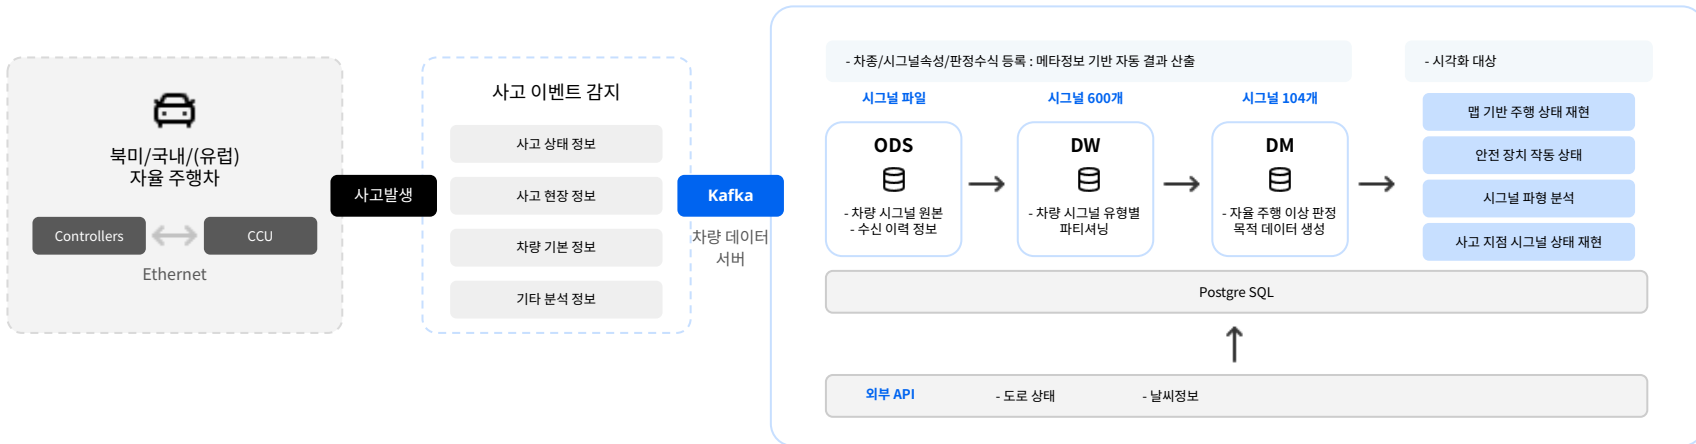 북미/국내/(유럽)
자율 주행차
Controllers
CCU
Ethernet
사고발생
사고 이벤트 감지
사고 상태 정보
사고 현장 정보
차량 기본 정보
기타 분석 정보
Kafka
차량 데이터
서버
- 차종/시그널속성/판정수식 등록 : 메타정보 기반 자동 결과 산출
시그널 파일
ODS
- 차량 시그널 원본
- 수신 이력 정보
시그널 600개
DW
- 차량 시그널 유형별
파티셔닝
시그널 104개
DM
- 자율 주행 이상 판정
목적 데이터 생성
- 시각화 대상
맵 기반 주행 상태 재현
안전 장치 작동 상태
시그널 파형 분석
사고 지점 시그널 상태 재현
Postgre SQL
외부 API
- 도로 상태
- 날씨정보